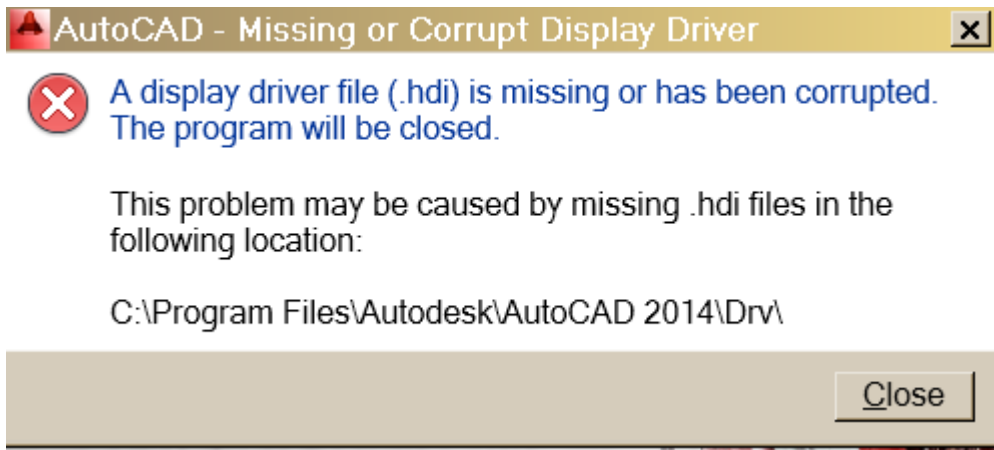 AutoCAD - Missing or Corrupt Display Driver
A display driver file (.hdi) is missing or has been corrupted.
The program will be closed.
This problem may be caused by missing .hdi files in the
following location:
C:\Program Files\Autodesk\AutoCAD 2014\Drv\
Close